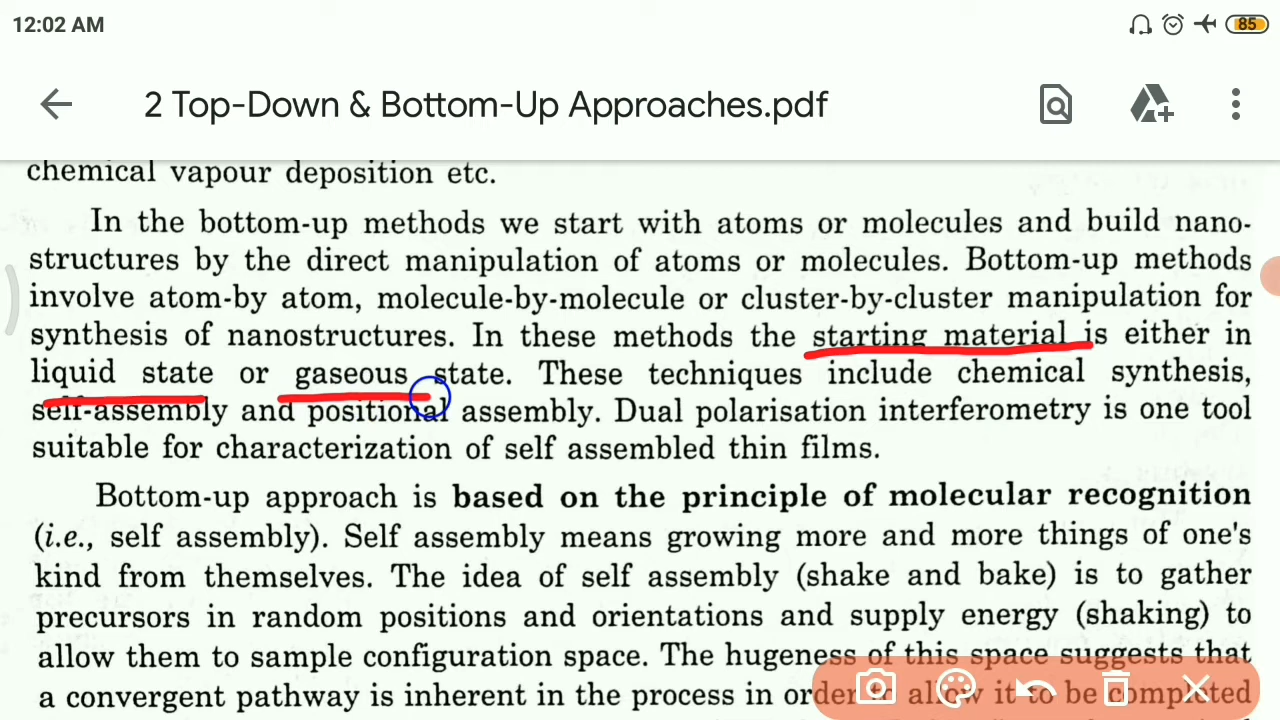 12:02 AM
85
2 Top-Down & Bottom-Up Approaches.pdf
chemical vapour deposition etc.
In the bottom-up methods we start with atoms or molecules and build nano-
structures by the direct manipulation of atoms or molecules. Bottom-up methods
involve atom-by atom, molecule-by-molecule or cluster-by-cluster manipulation for
synthesis of nanostructures. In these methods the starting material is either in
liquid state or gaseous state. These techniques include chemical synthesis,
self-assembly and positional assembly. Dual polarisation interferometry is one tool
suitable for characterization of self assembled thin films.
Bottom-up approach is based on the principle of molecular recognition
(i.e., self assembly). Self assembly means growing more and more things of one's
kind from themselves. The idea of self assembly (shake and bake) is to gather
precursors in random positions and orientations and supply energy (shaking) to
allow them to sample configuration space. The hugeness of this space suggests that
a convergent pathway is inherent in the process in order to allow it to be completed